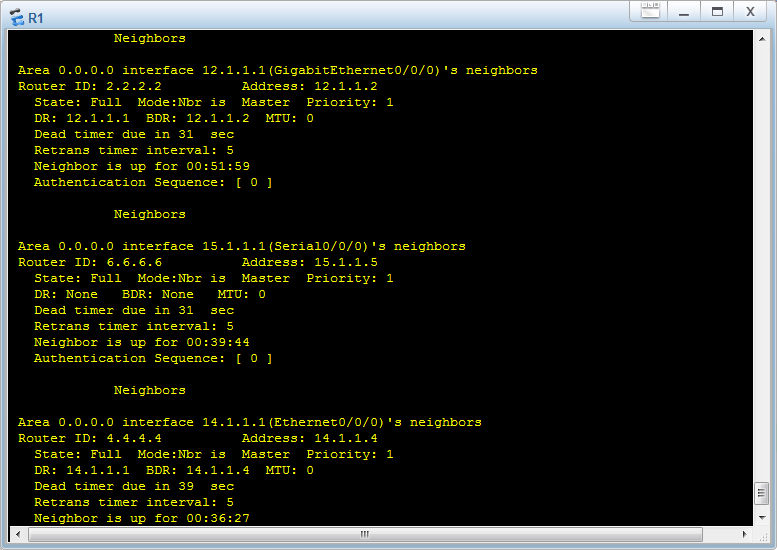 R1
Neighbors
Area 0.0.0.0 interface 12.1.1.1(GigabitEthernet0/0/0)'s neighbors
Router ID: 2.2.2.2          Address: 12.1.1.2
  State: Full  Mode:Nbr is  Master  Priority: 1
  DR: 12.1.1.1  BDR: 12.1.1.2  MTU: 0
  Dead timer due in 31  sec
  Retrans timer interval: 5
  Neighbor is up for 00:51:59
  Authentication Sequence: [ 0 ]
Neighbors
Area 0.0.0.0 interface 15.1.1.1(Serial0/0/0)'s neighbors
Router ID: 6.6.6.6          Address: 15.1.1.5
  State: Full  Mode:Nbr is  Master  Priority: 1
  DR: None   BDR: None   MTU: 0
  Dead timer due in 31  sec
  Retrans timer interval: 5
  Neighbor is up for 00:39:44
  Authentication Sequence: [ 0 ]
Neighbors
Area 0.0.0.0 interface 14.1.1.1(Ethernet0/0/0)'s neighbors
Router ID: 4.4.4.4          Address: 14.1.1.4
  State: Full  Mode:Nbr is  Master  Priority: 1
  DR: 14.1.1.1  BDR: 14.1.1.4  MTU: 0
  Dead timer due in 39  sec
  Retrans timer interval: 5
  Neighbor is up for 00:36:27